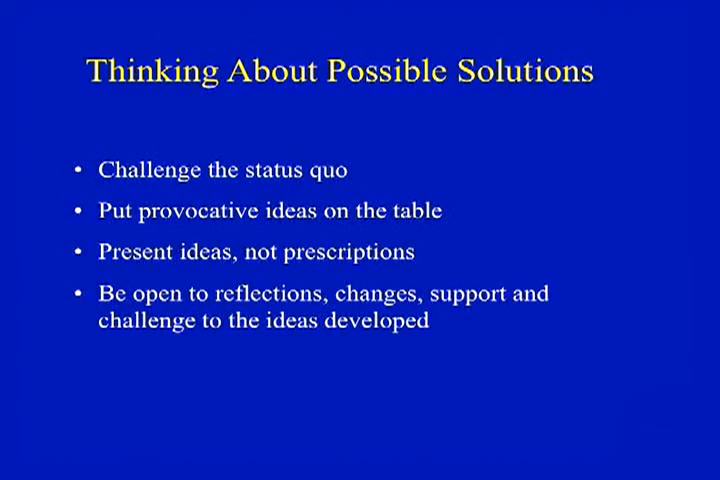 Thinking About Possible Solutions
• Challenge the status quo
• Put provocative ideas on the table
• Present ideas, not prescriptions
• Be open to reflections, changes, support and
challenge to the ideas developed